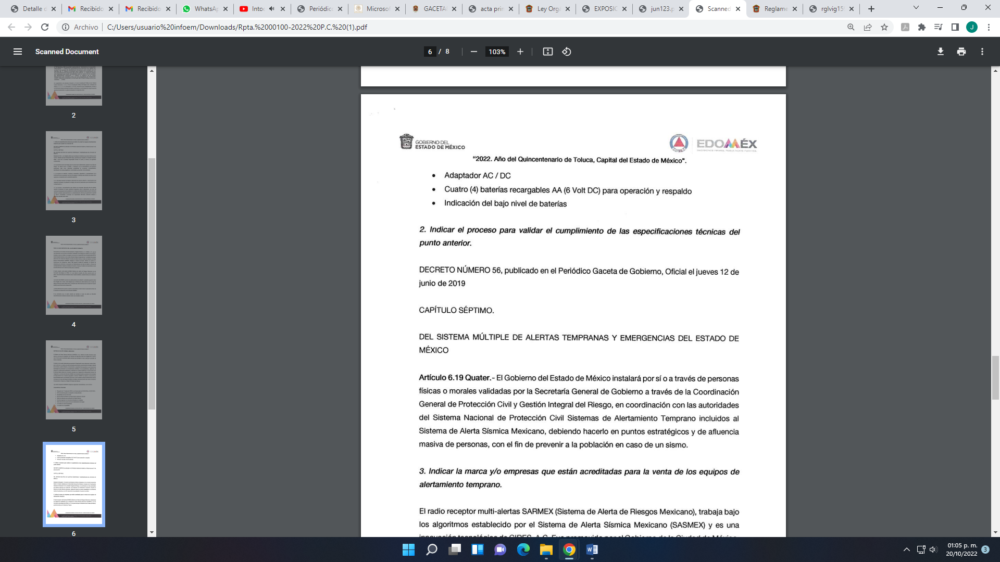 Detalle d
Recibido
Recibido
WhatsAp
Intoc
Periódic
Microsof
GACETA
acta prin
Ley Orga
EXPOSIC
jun123.p
Scanned
Reglame
rglvig15
Archivo
C:/Users/usuario%20infoem/Downloads/Rpta.%2000100-2022%20P.C.%20(1).pdf
J
Scanned Document
6 / 8
103%
2
3
4
5
6
GOBIERNO DEL
ESTADO DE MÉXICO
EDOMÉX
“2022. Año del Quincentenario de Toluca, Capital del Estado de México”.
• Adaptador AC / DC
• Cuatro (4) baterías recargables AA (6 Volt DC) para operación y respaldo
• Indicación del bajo nivel de baterías
2. Indicar el proceso para validar el cumplimiento de las especificaciones técnicas del
punto anterior.
DECRETO NÚMERO 56, publicado en el Periódico Gaceta de Gobierno, Oficial el jueves 12 de
junio de 2019
CAPÍTULO SÉPTIMO.
DEL SISTEMA MÚLTIPLE DE ALERTAS TEMPRANAS Y EMERGENCIAS DEL ESTADO DE
MÉXICO
Artículo 6.19 Quater.- El Gobierno del Estado de México instalará por sí o a través de personas
físicas o morales validadas por la Secretaría General de Gobierno a través de la Coordinación
General de Protección Civil y Gestión Integral del Riesgo, en coordinación con las autoridades
del Sistema Nacional de Protección Civil Sistemas de Alertamiento Temprano incluidos al
Sistema de Alerta Sísmica Mexicano, debiendo hacerlo en puntos estratégicos y de afluencia
masiva de personas, con el fin de prevenir a la población en caso de un sismo.
3. Indicar la marca y/o empresas que están acreditadas para la venta de los equipos de
alertamiento temprano.
El radio receptor multi-alertas SARMEX (Sistema de Alerta de Riesgos Mexicano), trabaja bajo
los algoritmos establecido por el Sistema de Alerta Sísmica Mexicano (SASMEX) y es una
01:05 p. m.
20/10/2022
3